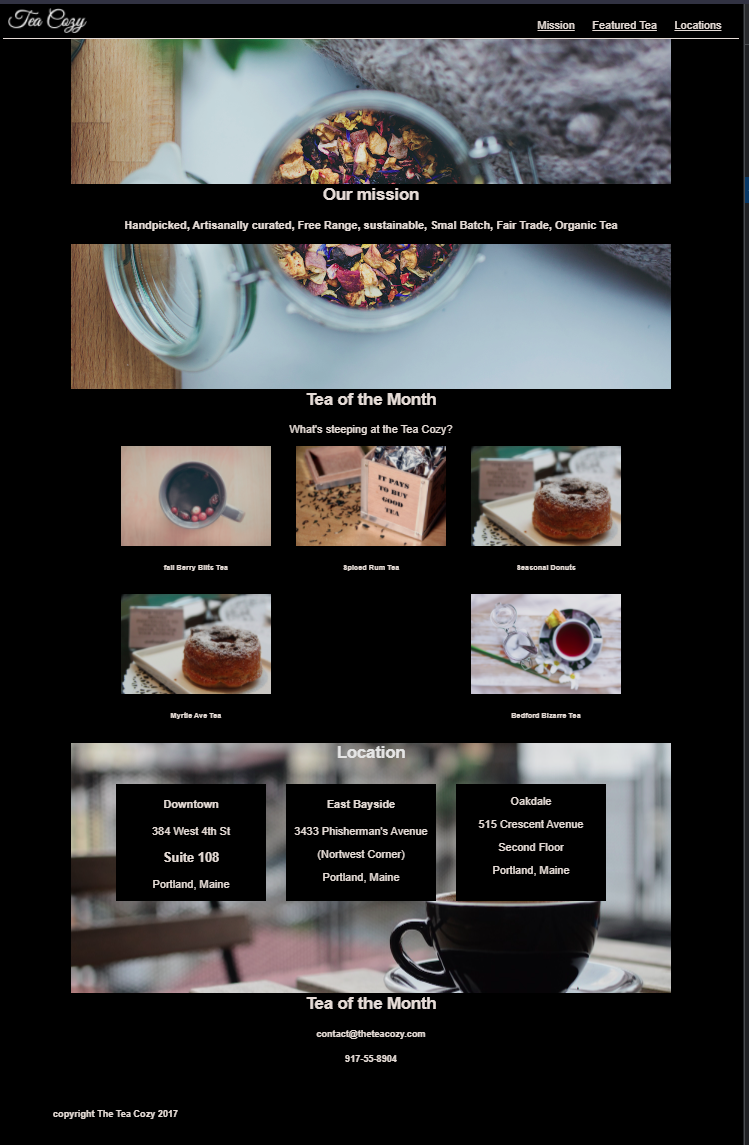 Tea Cozy
Mission Featured Tea Locations
Our mission
Handpicked, Artisanally curated, Free Range, sustainable, Smal Batch, Fair Trade, Organic Tea
Tea of the Month
What's steeping at the Tea Cozy?
IT PAYS
TO BUY
GOOD
TEA
fall Berry Blits Tea
Spiced Rum Tea
Seasonal Donuts
Myrtle Ave Tea
Bedford Bizarre Tea
Location
Downtown
384 West 4th St
Suite 108
Portland, Maine
East Bayside
3433 Phisherman's Avenue
(Nortwest Corner)
Portland, Maine
Oakdale
515 Crescent Avenue
Second Floor
Portland, Maine
Tea of the Month
contact@theteacozy.com
917-55-8904
copyright The Tea Cozy 2017